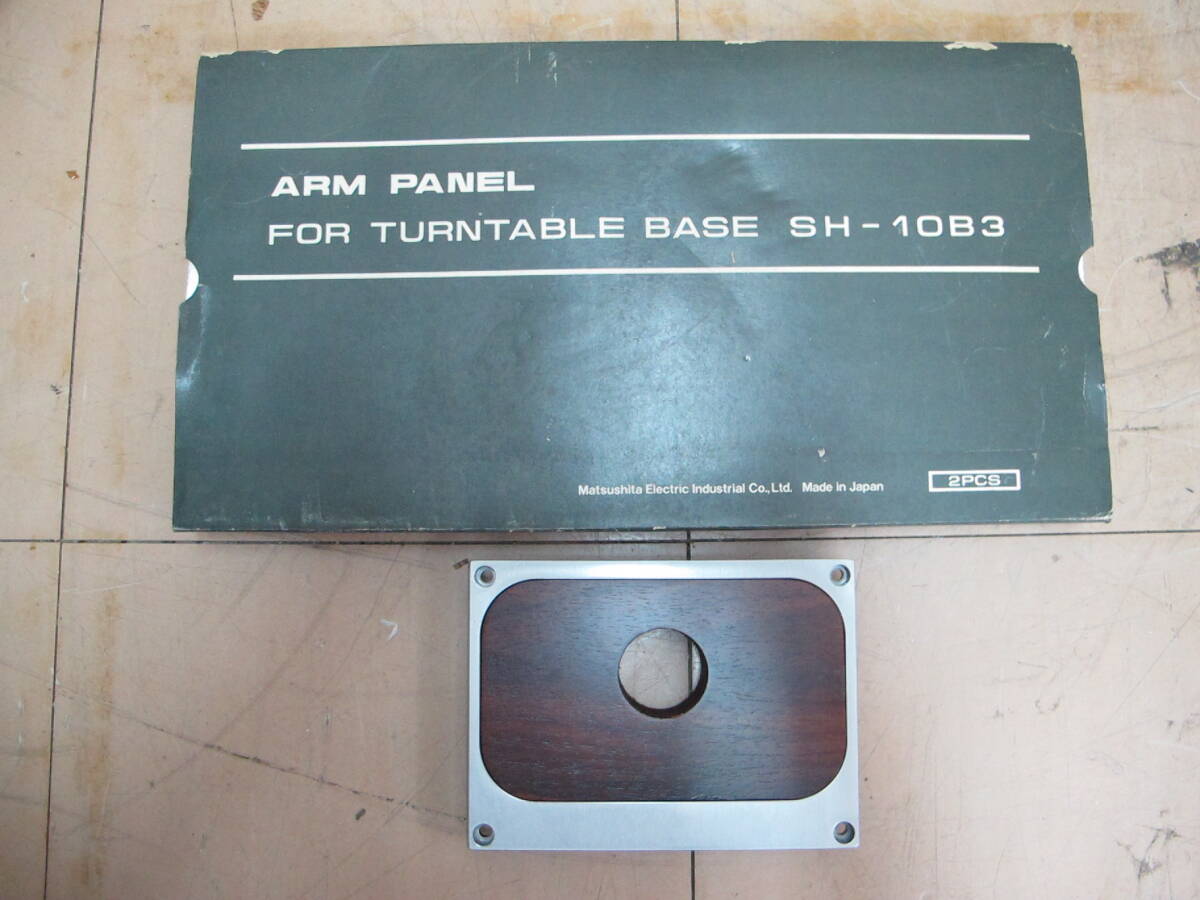 ARM PANEL
FOR TURNTABLE BASE SH-10B3
Matsushita Electric Industrial Co., Ltd. Made in Japan
2PCS